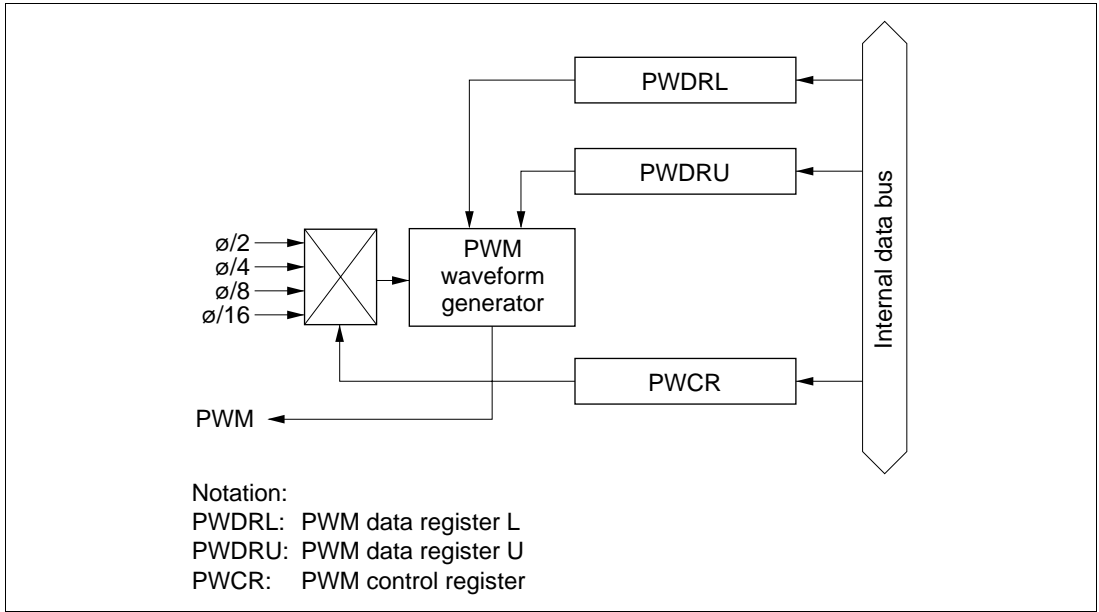 PWDRL
PWDRU
Internal data bus
ø/2
ø/4
ø/8
ø/16
PWM
waveform
generator
PWCR
PWM
Notation:
PWDRL: PWM data register L
PWDRU: PWM data register U
PWCR: PWM control register